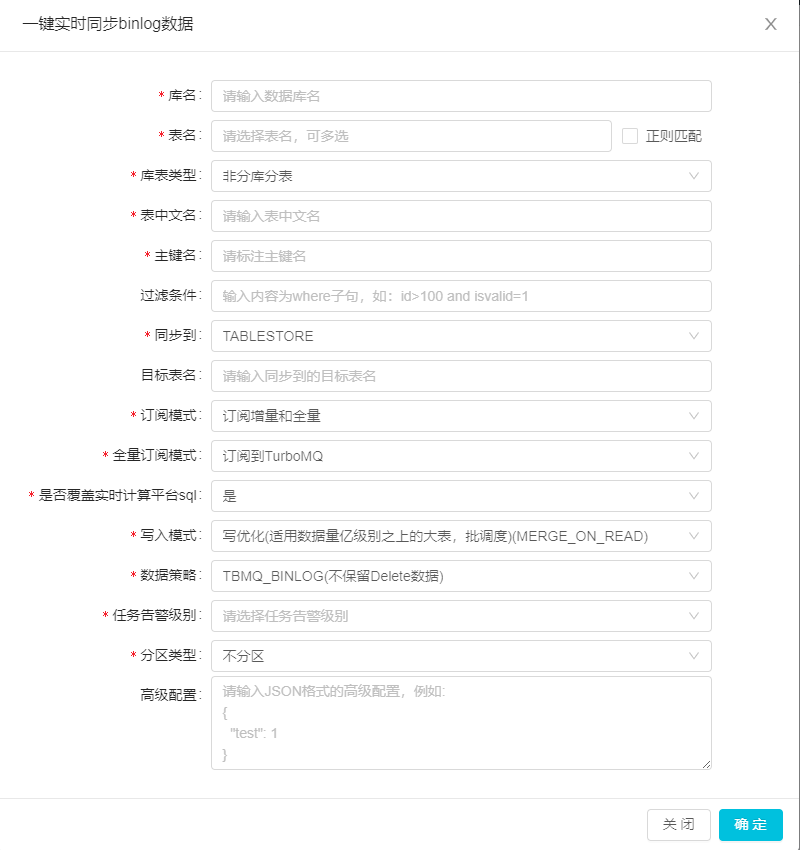 一键实时同步binlog数据
* 库名: 请输入数据库名
* 表名: 请选择表名，可多选 正则匹配
* 库表类型: 非分库分表
* 表中文名: 请输入表中文名
* 主键名: 请标注主键名
过滤条件: 输入内容为where子句，如：id>100 and isvalid=1
* 同步到: TABLESTORE
目标表名: 请输入同步到的目标表名
* 订阅模式: 订阅增量和全量
* 全量订阅模式: 订阅到TurboMQ
* 是否覆盖实时计算平台sql: 是
* 写入模式: 写优化(适用数据量亿级别之上的大表，批调度)(MERGE_ON_READ)
* 数据策略: TBMQ_BINLOG(不保留Delete数据)
* 任务告警级别: 请选择任务告警级别
* 分区类型: 不分区
高级配置: 请输入JSON格式的高级配置，例如:
{
"test": 1
}
关 闭 确 定